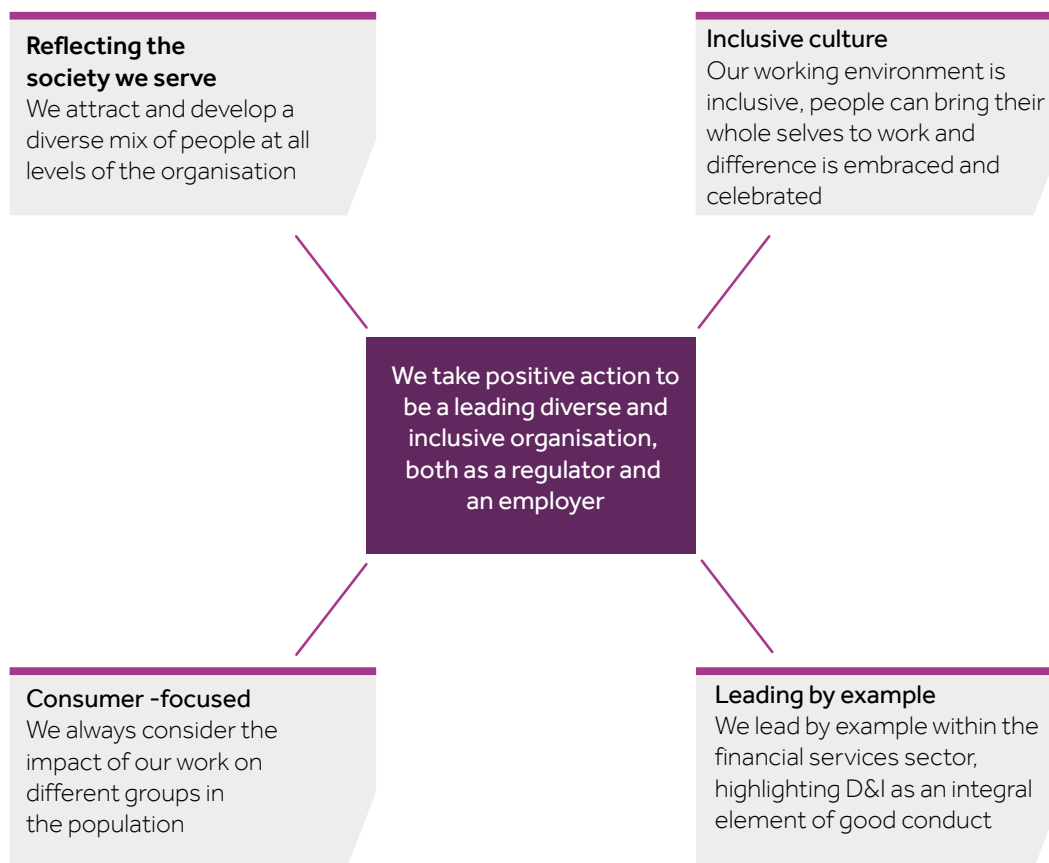 Reflecting the
society we serve
We attract and develop a
diverse mix of people at all
levels of the organisation
Inclusive culture
Our working environment is
inclusive, people can bring their
whole selves to work and
difference is embraced and
celebrated
We take positive action to
be a leading diverse and
inclusive organisation,
both as a regulator and
an employer
Consumer -focused
We always consider the
impact of our work on
different groups in
the population
Leading by example
We lead by example within the
financial services sector,
highlighting D&I as an integral
element of good conduct